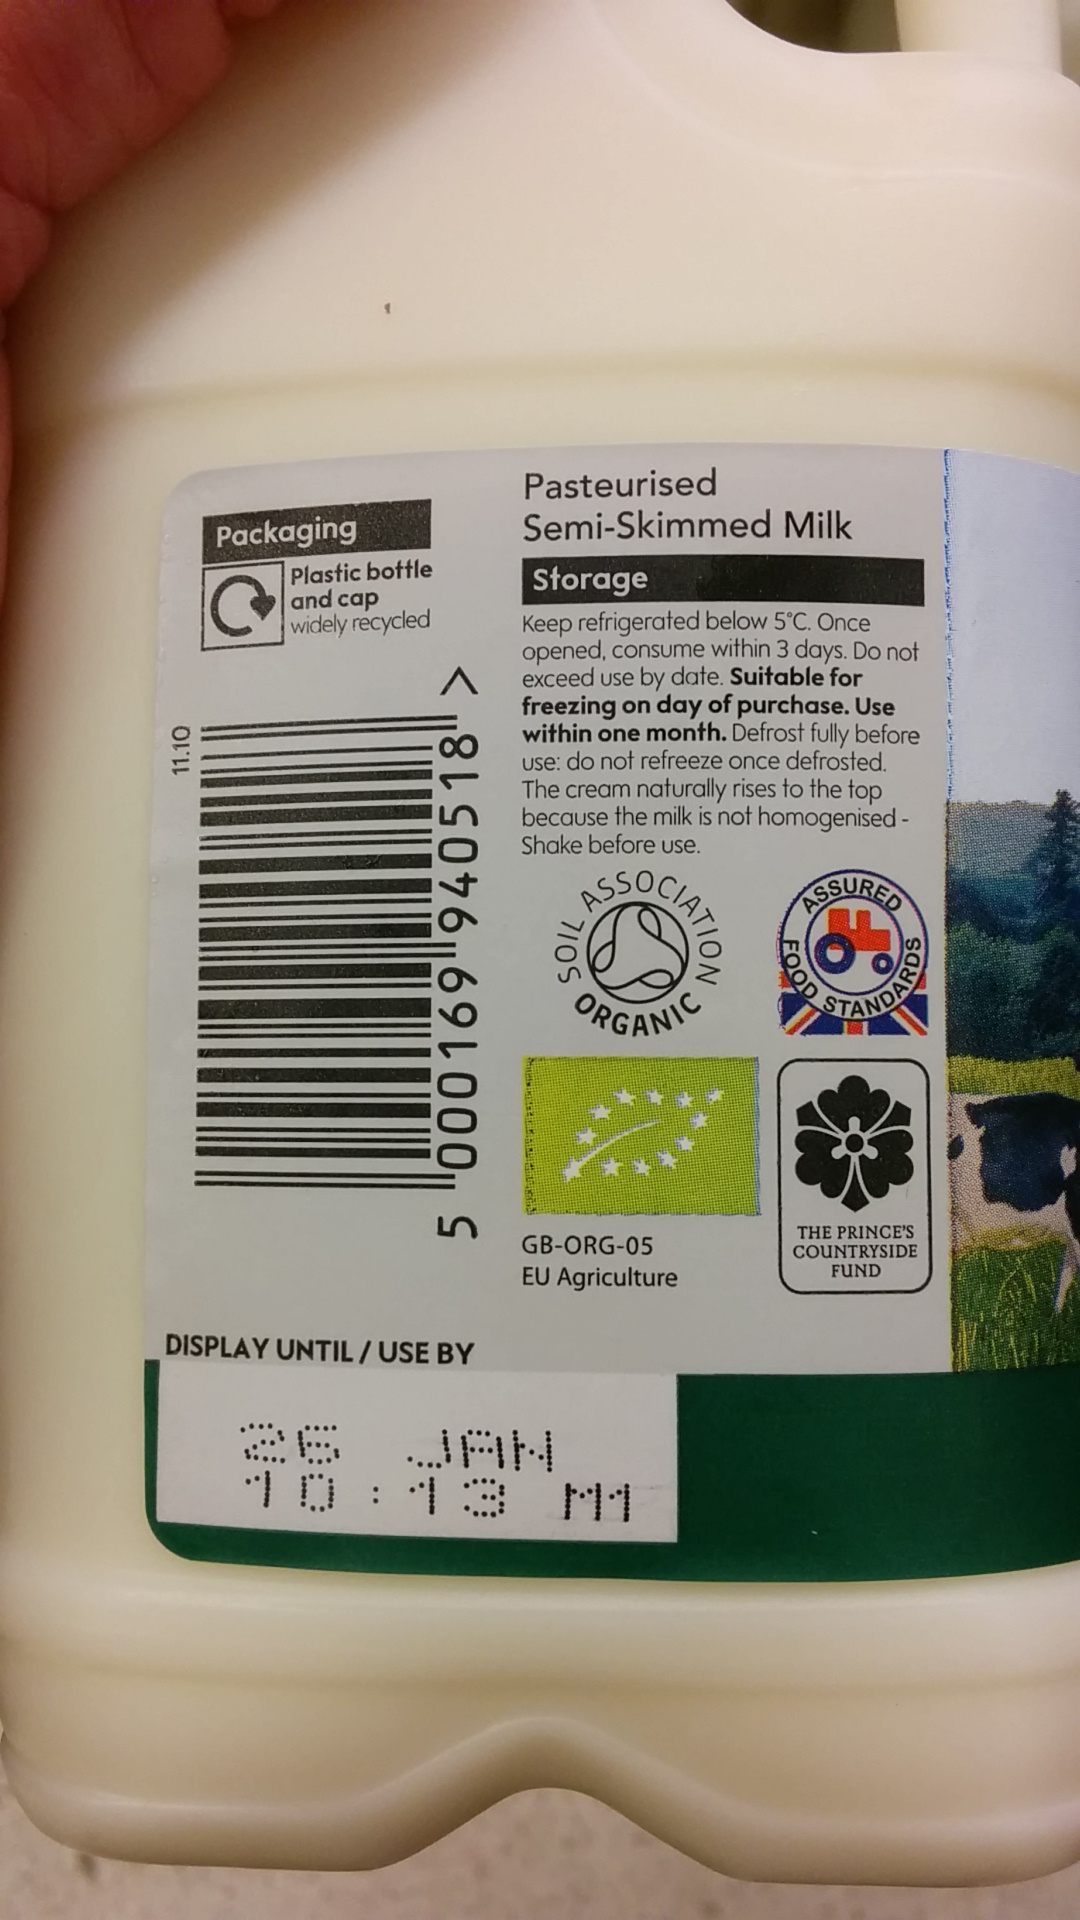 Packaging
Plastic bottle
and cap
widely recycled
11.10
5 000169 940518 >
Pasteurised
Semi-Skimmed Milk
Storage
Keep refrigerated below 5°C. Once
opened, consume within 3 days. Do not
exceed use by date. Suitable for
freezing on day of purchase. Use
within one month. Defrost fully before
use: do not refreeze once defrosted.
The cream naturally rises to the top
because the milk is not homogenised -
Shake before use.
SOIL ASSOCIATION
ORGANIC
ASSURED
FOOD STANDARDS
GB-ORG-05
EU Agriculture
THE PRINCE'S
COUNTRYSIDE
FUND
DISPLAY UNTIL / USE BY
26 JAN
10:13 M1